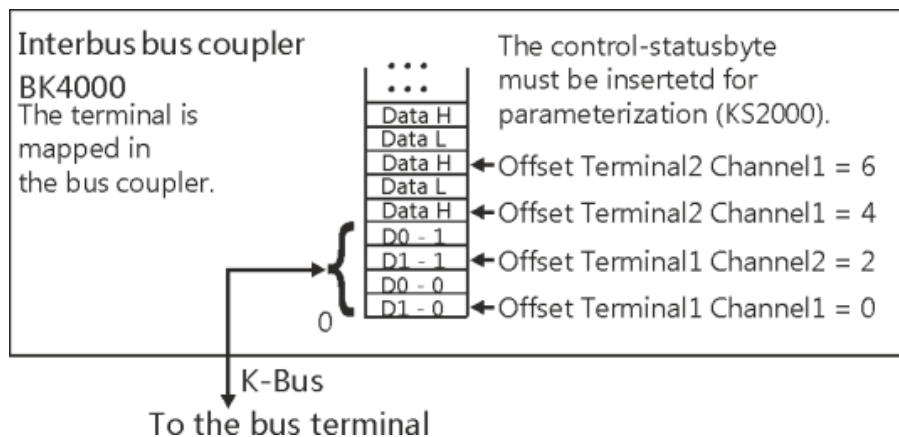 Interbus bus coupler
BK4000
The terminal is
mapped in
the bus coupler.
The control-statusbyte
must be insertetd for
parameterization (KS2000).
• • •
• • •
Data H
Data L
Data H
Offset Terminal2 Channel1 = 6
Data L
Data H
Offset Terminal2 Channel1 = 4
D0 - 1
D1 - 1
Offset Terminal1 Channel2 = 2
D0 - 0
D1 - 0
Offset Terminal1 Channel1 = 0
0
K-Bus
To the bus terminal